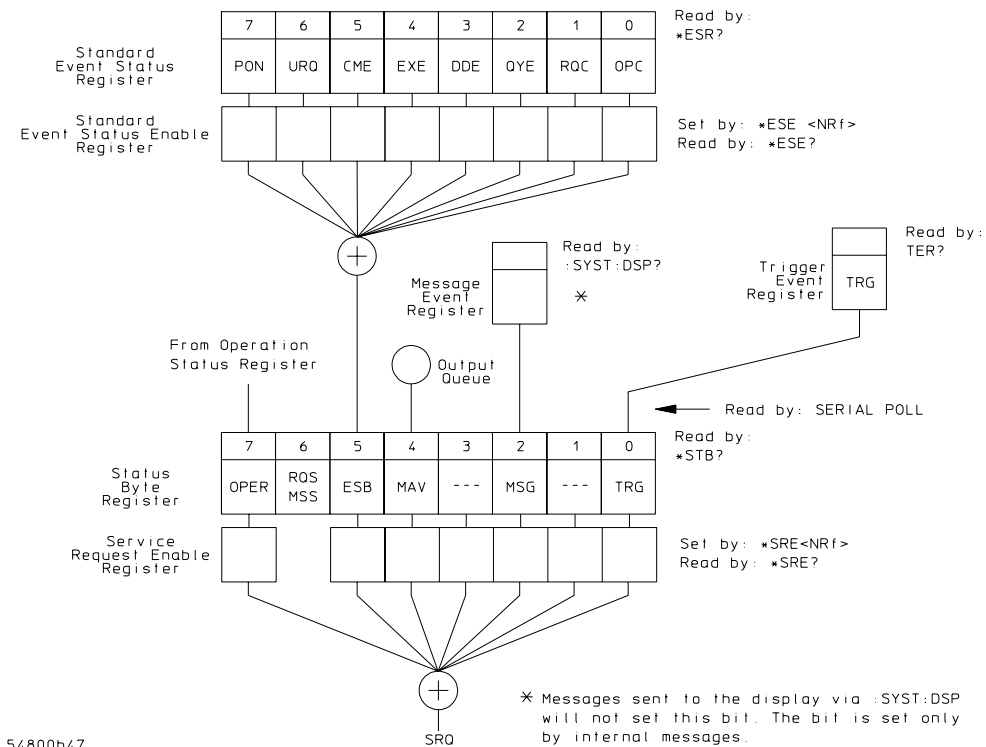 7 6 5 4 3 2 1 0
Read by:
*ESR?
Standard
Event Status
Register
PON URQ CME EXE DDE QYE RQC OPC
Standard
Event Status Enable
Register
Set by: *ESE <NRf>
Read by: *ESE?
+
Message
Event
Register
Read by:
:SYST:DSP?
*
Trigger
Event
Register
TRG
Read by:
TER?
From Operation
Status Register
Output
Queue
Read by: SERIAL POLL
7 6 5 4 3 2 1 0
Read by:
*STB?
Status
Byte
Register
OPER RQS MSS ESB MAV --- MSG --- TRG
Service
Request Enable
Register
Set by: *SRE<NRf>
Read by: *SRE?
+
SRQ
* Messages sent to the display via :SYST:DSP
will not set this bit. The bit is set only
by internal messages.
54800b47